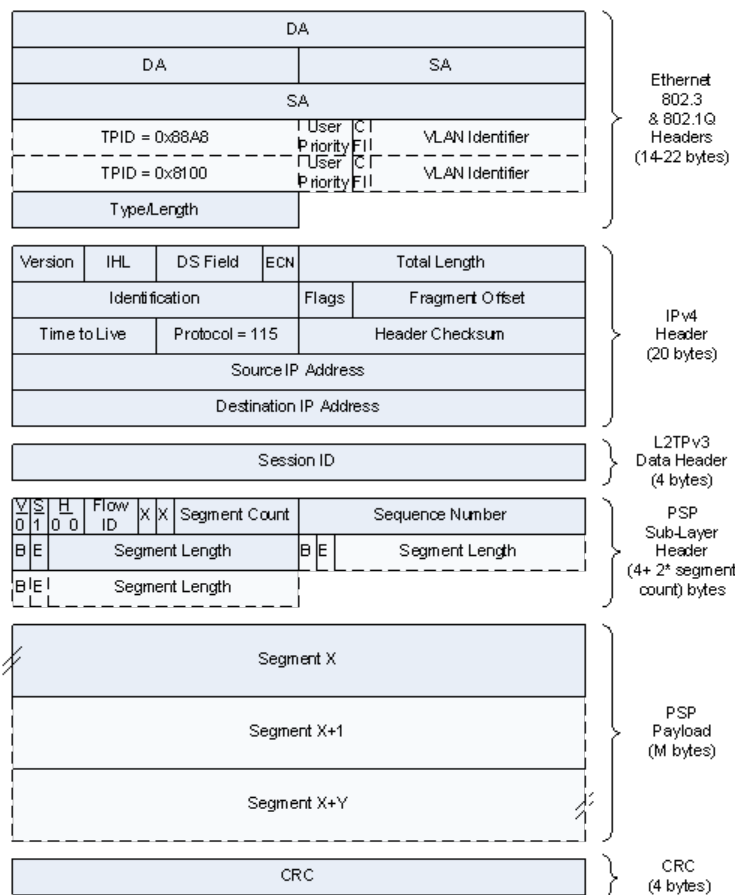 DA
DA SA
SA
TPID = 0x88A8 User Priority CFI VLAN Identifier
TPID = 0x8100 User Priority CFI VLAN Identifier
Type/Length
Ethernet
802.3
& 802.1Q
Headers
(14-22 bytes)
Version IHL DS Field ECN Total Length
Identification Flags Fragment Offset
Time to Live Protocol = 115 Header Checksum
Source IP Address
Destination IP Address
IPv4
Header
(20 bytes)
Session ID
L2TPv3
Data Header
(4 bytes)
V S H Flow ID X X Segment Count Sequence Number
0 1 0 0
B E Segment Length B E Segment Length
B E Segment Length
PSP
Sub-Layer
Header
(4+ 2* segment
count) bytes
Segment X
Segment X+1
Segment X+Y
PSP
Payload
(M bytes)
CRC
CRC
(4 bytes)